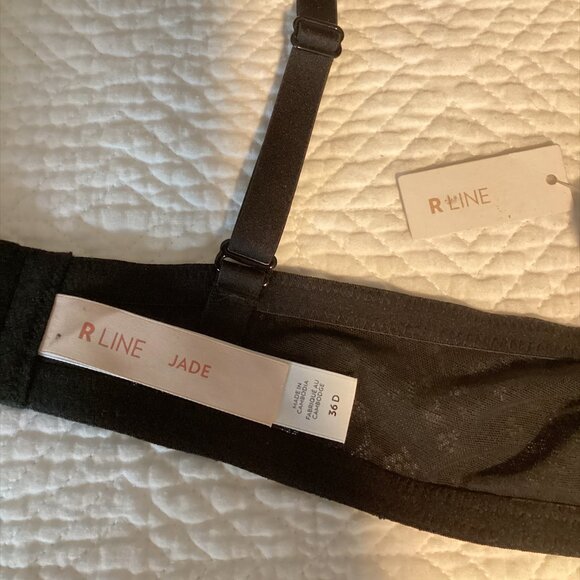 R LINE
R LINE JADE
MADE IN
CAMBODIA
FABRIQUÉ AU
CAMBODGE
36 D